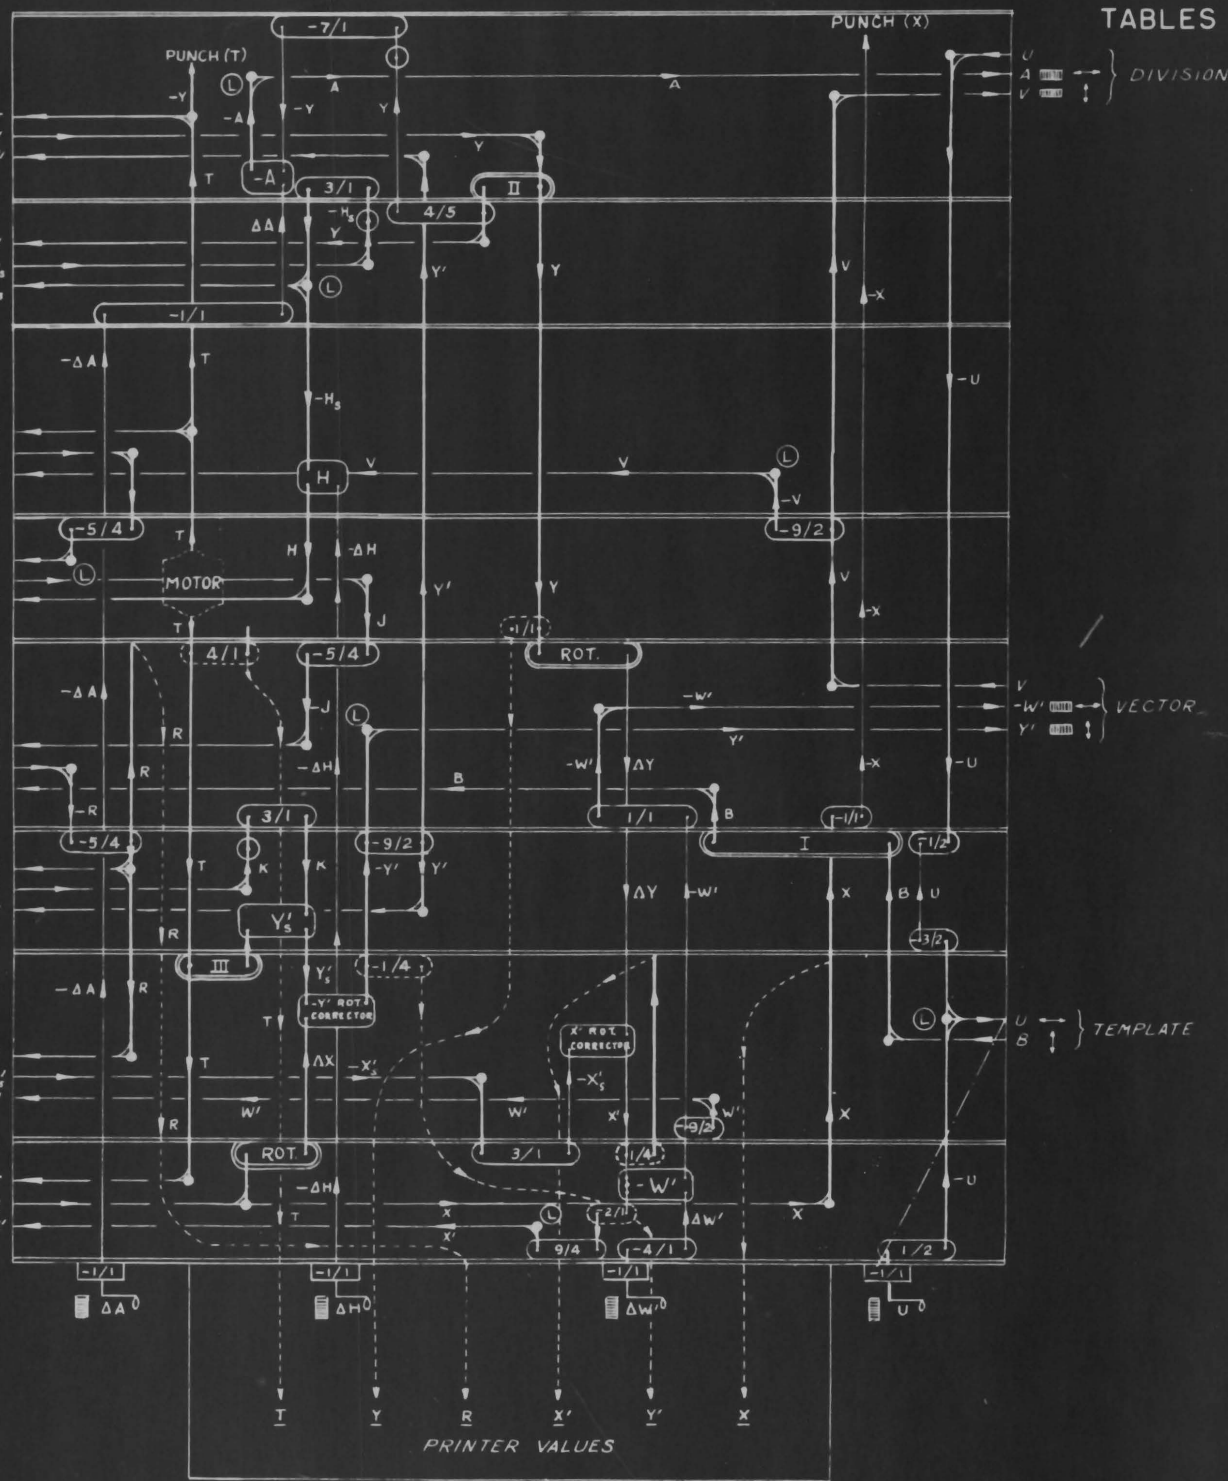 TABLES
-7/1
PUNCH (X)
PUNCH (T)
U
L
A
A
A
DIVISION
V
-Y
-A
-Y
Y
Y
T
-A
3/1
II
-Hs
4/5
ΔA
Y
Y'
Y
V
L
-X
-1/1
-ΔA
T
-U
-Hs
L
V
V
H
-V
-5/4
T
-9/2
H
-ΔH
V
L
MOTOR
Y'
Y
-X
T
J
-1/1
4/1
-5/4
ROT.
V
-ΔA
-W'
-W'
VECTOR
-J
L
R
Y'
Y'
-ΔH
-W'
ΔY
-X
-U
R
B
-R
B
3/1
1/1
-1/1
-5/4
-9/2
I
-1/2
T
K
K
-Y'
Y'
ΔY
-W'
X
B
U
Y's
R
-3/2
III
-1/4
Y's
-ΔA
R
-Y' ROT.
CORRECTOR
T
L
U
X' ROT.
CORRECTOR
TEMPLATE
B
T
ΔX
-X's
-X's
W'
W'
X'
W'
R
-9/2
X
ROT.
3/1
1/4
-ΔH
-W'
-U
X
L
-2/1
X
T
X'
ΔW'
9/4
-4/1
1/2
-1/1
-1/1
-1/1
-1/1
ΔA
ΔH
ΔW'
U
T
Y
R
X'
Y'
X
PRINTER VALUES